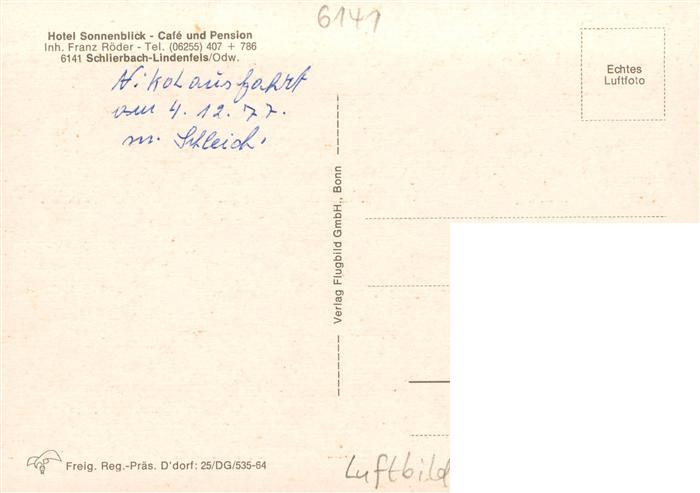 6141
Hotel Sonnenblick - Café und Pension
Inh. Franz Röder - Tel. (06255) 407 + 786
6141 Schlierbach-Lindenfels/Odw.
Nikolausfahrt
vom 4.12.77.
m. Schleich.
Echtes
Luftfoto
Verlag Flugbild GmbH., Bonn
Freig. Reg.-Präs. D'dorf: 25/DG/535-64
Luftbild